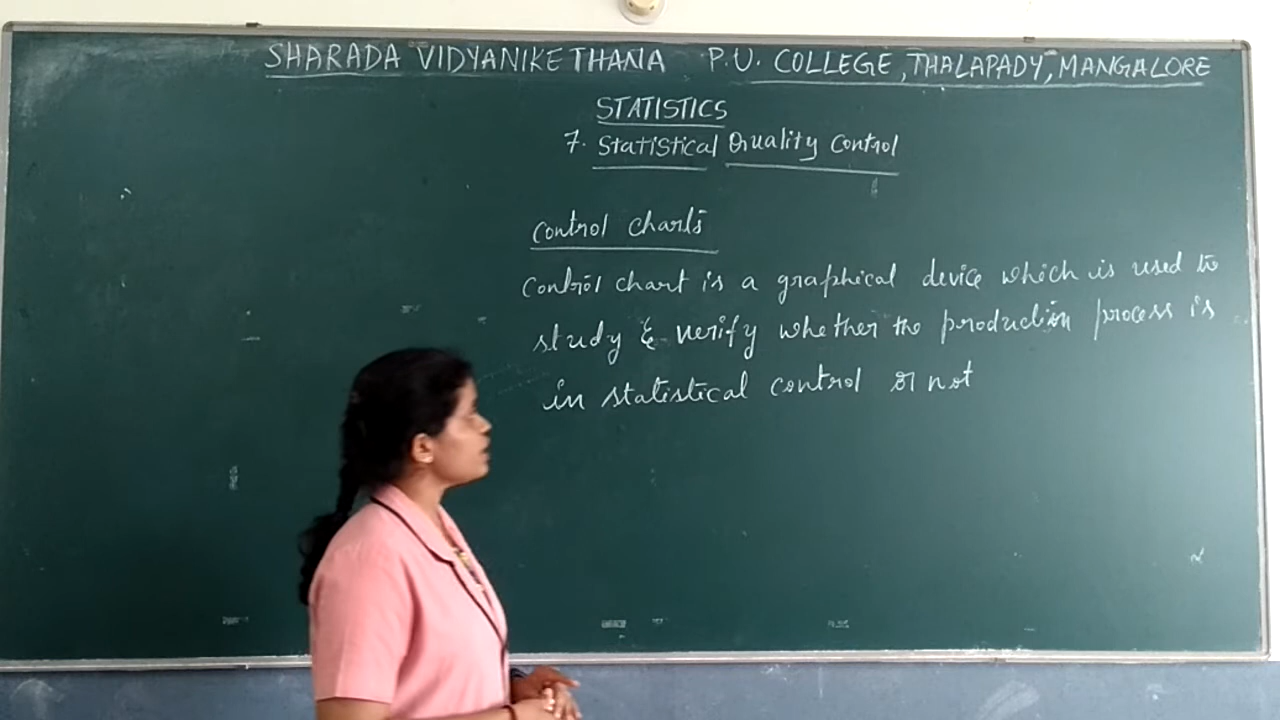 SHARADA VIDYANIKETHANA P.U. COLLEGE, THALAPADY, MANGALORE
STATISTICS
7. Statistical Quality Control
Control Charts
Control chart is a graphical device which is used to
study & verify whether the production process is
in statistical control or not